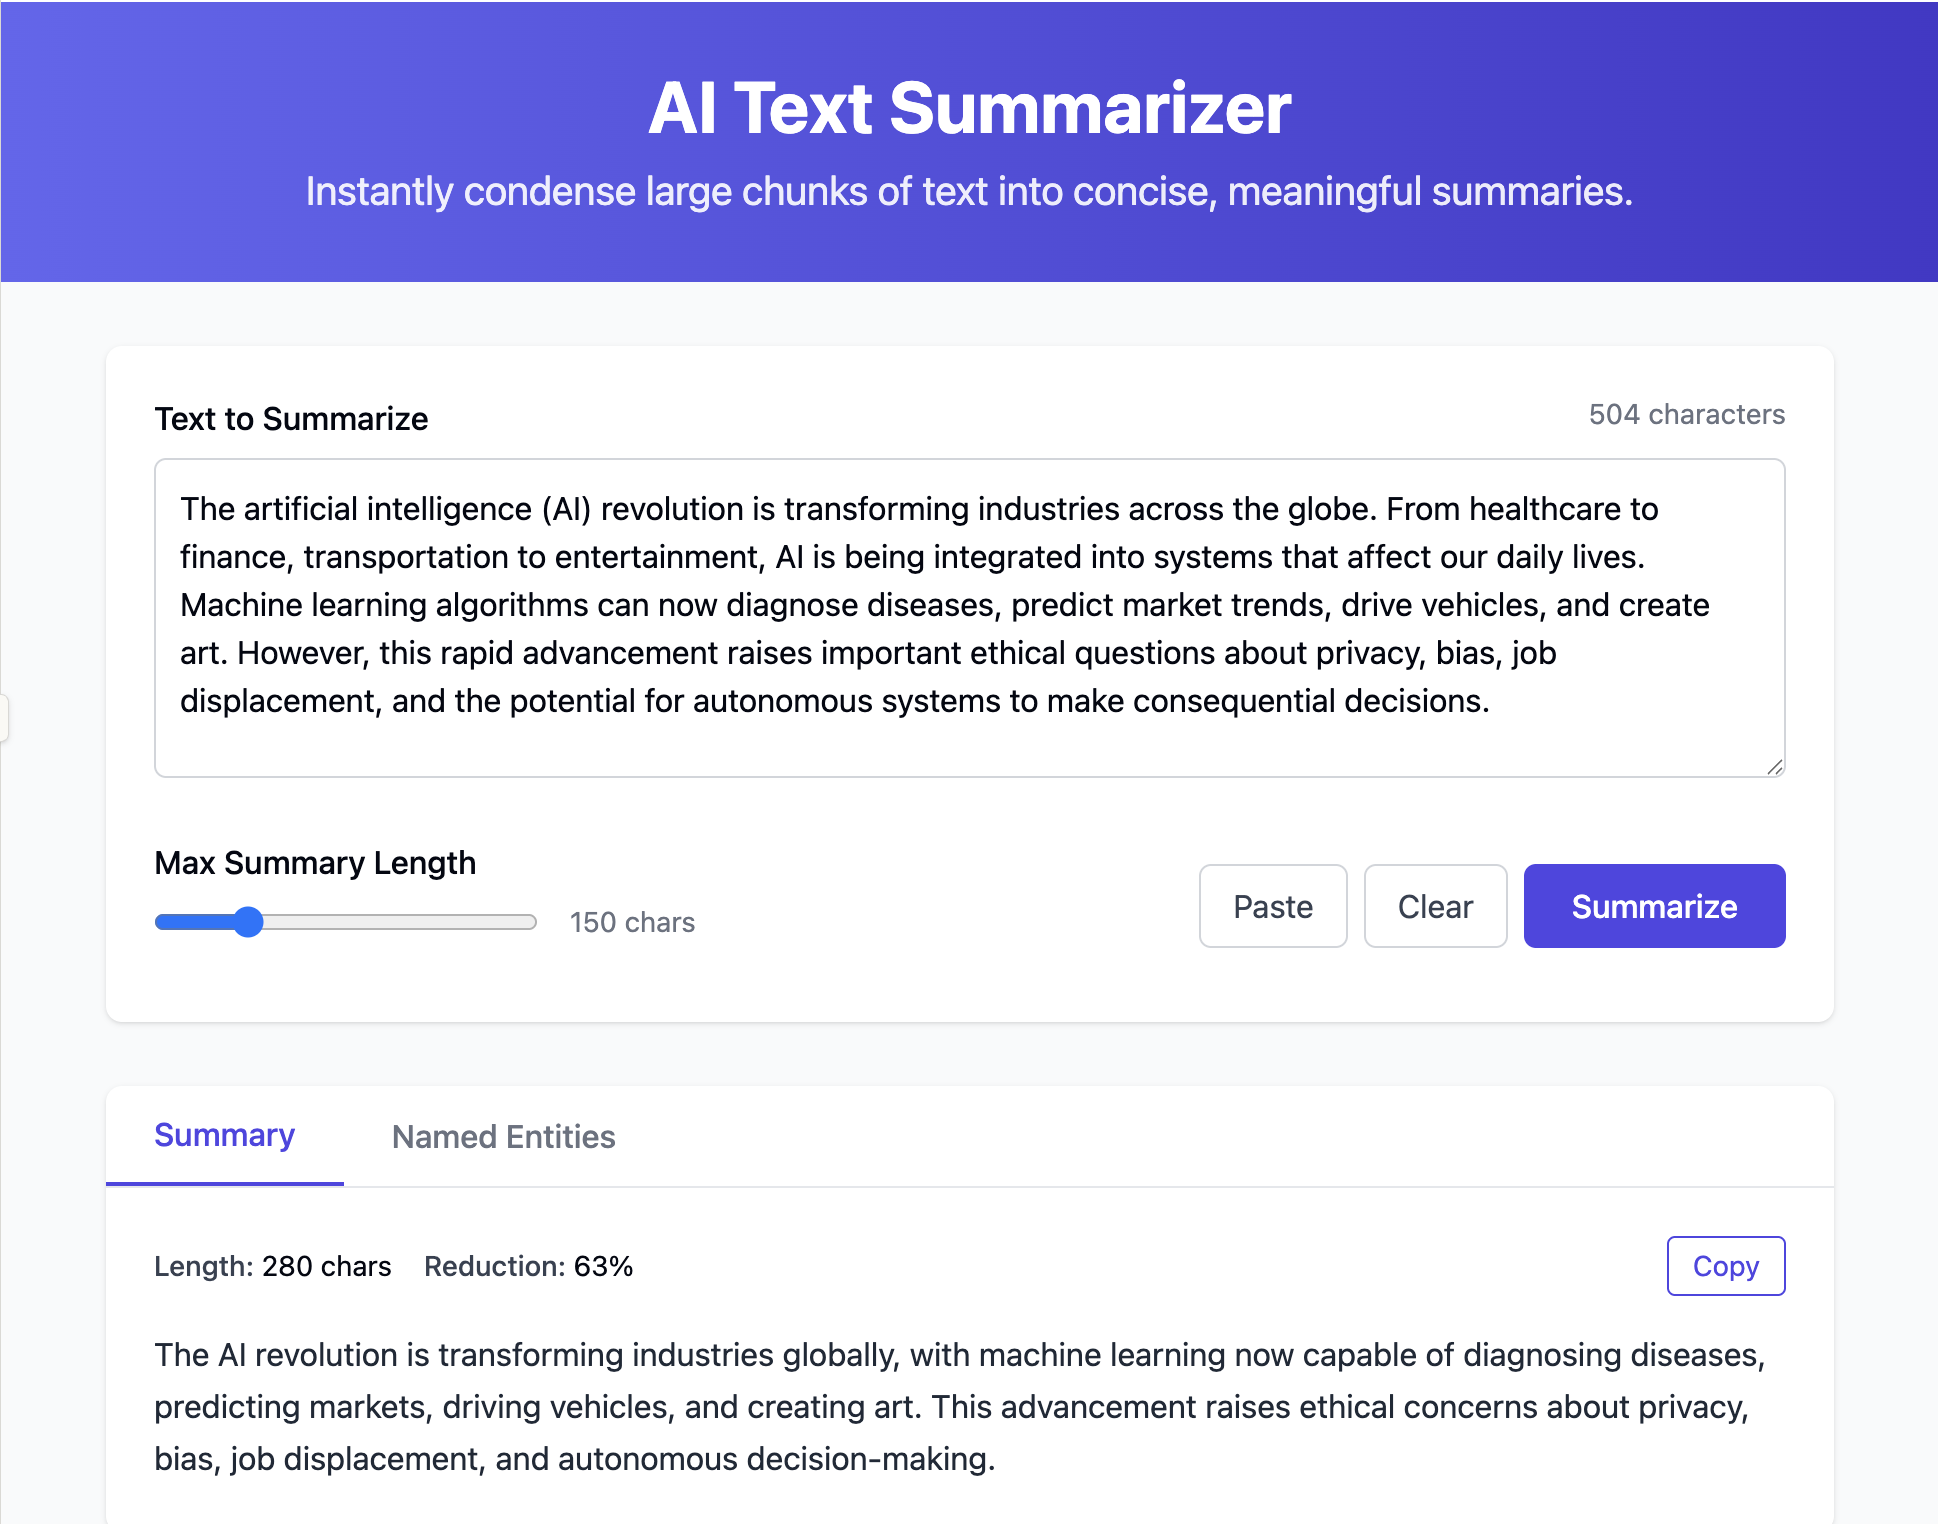 AI Text Summarizer
Instantly condense large chunks of text into concise, meaningful summaries.
Text to Summarize
504 characters
The artificial intelligence (AI) revolution is transforming industries across the globe. From healthcare to
finance, transportation to entertainment, AI is being integrated into systems that affect our daily lives.
Machine learning algorithms can now diagnose diseases, predict market trends, drive vehicles, and create
art. However, this rapid advancement raises important ethical questions about privacy, bias, job
displacement, and the potential for autonomous systems to make consequential decisions.
Max Summary Length
150 chars
Paste
Clear
Summarize
Summary
Named Entities
Length: 280 chars
Reduction: 63%
Copy
The AI revolution is transforming industries globally, with machine learning now capable of diagnosing diseases,
predicting markets, driving vehicles, and creating art. This advancement raises ethical concerns about privacy,
bias, job displacement, and autonomous decision-making.